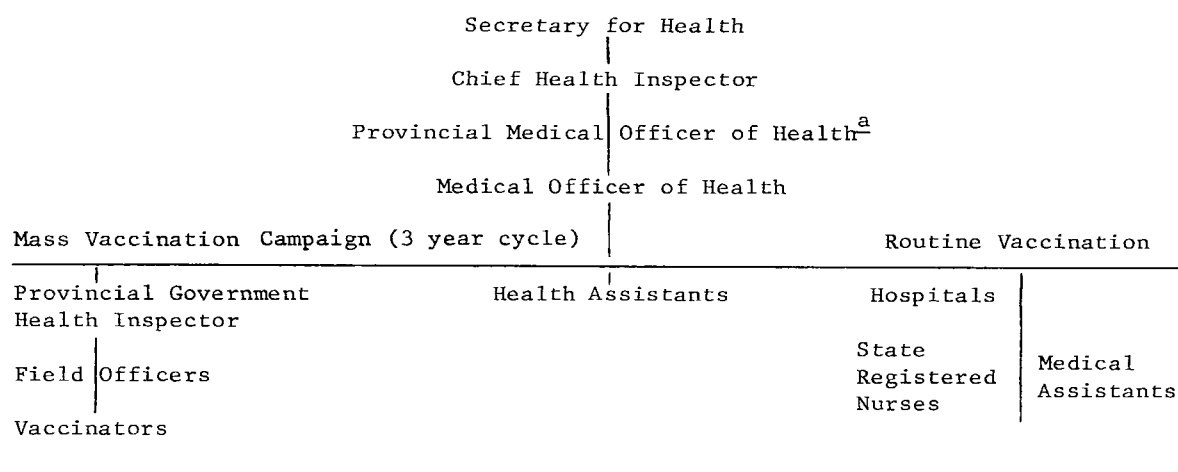 Secretary for Health
Chief Health Inspector
Provincial Medical Officer of Health a
Medical Officer of Health
Mass Vaccination Campaign (3 year cycle)
Routine Vaccination
Provincial Government
Health Inspector
Field Officers
Vaccinators
Health Assistants
Hospitals
State
Registered
Nurses
Medical
Assistants